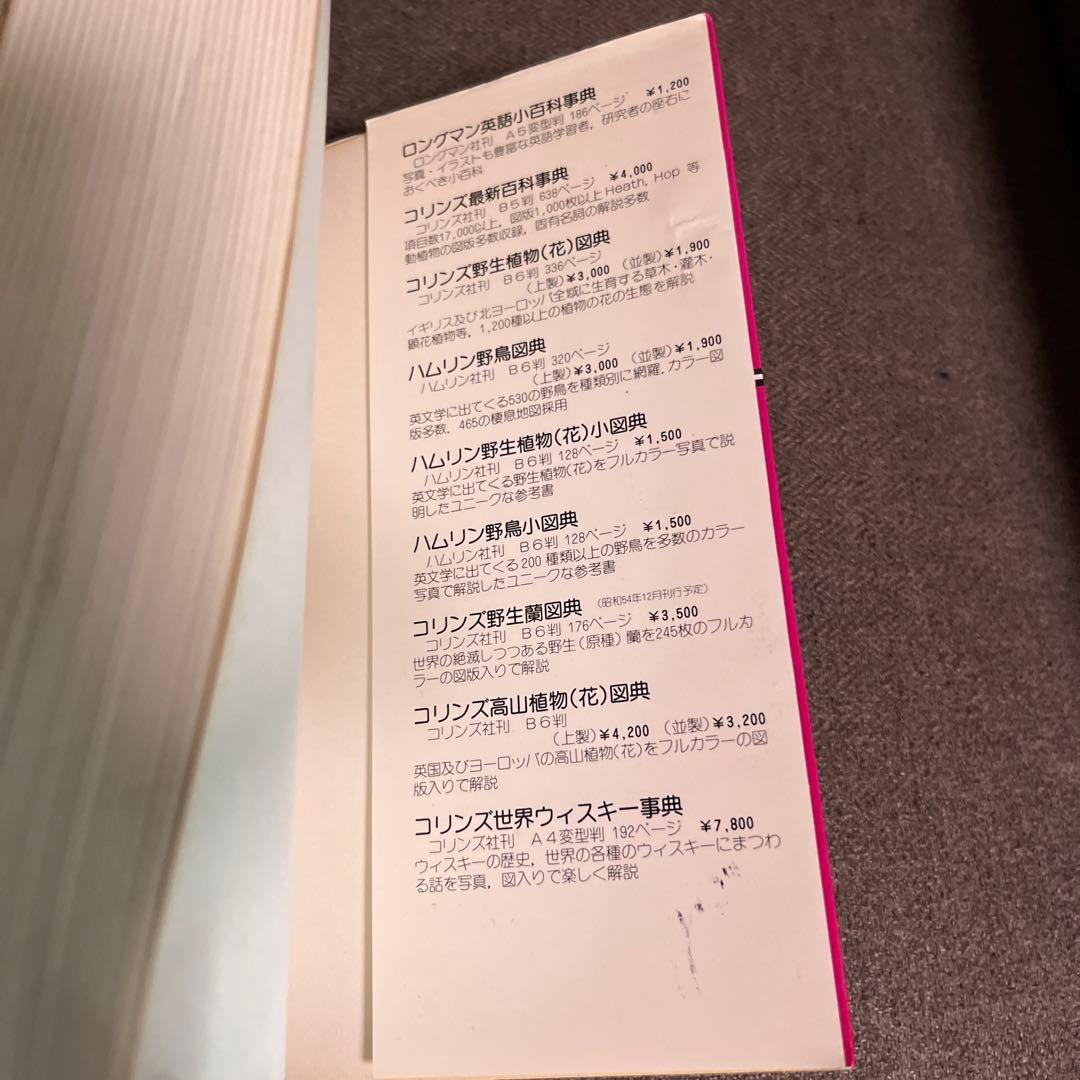 ロングマン英語小百科事典
ロングマン社刊 A5変型判 186ページ ¥1,200
写真・イラストも豊富な英語学習者，研究者の座右に
おくべき小百科
コリンズ最新百科事典
コリンズ社刊 B5判 638ページ ¥4,000
項目数17,000以上，図版1,000枚以上 Heath, Hop 等
動植物の図版多数収録，固有名詞の解説多数
コリンズ野生植物(花)図典
コリンズ社刊 B6判 336ページ
(上製)¥3,000 (並製)¥1,900
イギリス及び北ヨーロッパ全域に生育する草木・灌木・
顕花植物等，1,200種以上の植物の花の生態を解説
ハムリン野鳥図典
ハムリン社刊 B6判 320ページ
(上製)¥3,000 (並製)¥1,900
英文学に出てくる530の野鳥を種類別に網羅．カラー図
版多数．465の棲息地図採用
ハムリン野生植物(花)小図典
ハムリン社刊 B6判 128ページ ¥1,500
英文学に出てくる野生植物(花)をフルカラー写真で説
明したユニークな参考書
ハムリン野鳥小図典
ハムリン社刊 B6判 128ページ ¥1,500
英文学に出てくる200種類以上の野鳥を多数のカラー
写真で解説したユニークな参考書
コリンズ野生蘭図典 (昭和54年12月刊行予定)
コリンズ社刊 B6判 176ページ ¥3,500
世界の絶滅しつつある野生(原種)蘭を245枚のフルカ
ラーの図版入りで解説
コリンズ高山植物(花)図典
コリンズ社刊 B6判
(上製)¥4,200 (並製)¥3,200
英国及びヨーロッパの高山植物(花)をフルカラーの図
版入りで解説
コリンズ世界ウィスキー事典
コリンズ社刊 A4変型判 192ページ ¥7,800
ウィスキーの歴史，世界の各種のウィスキーにまつわ
る話を写真，図入りで楽しく解説